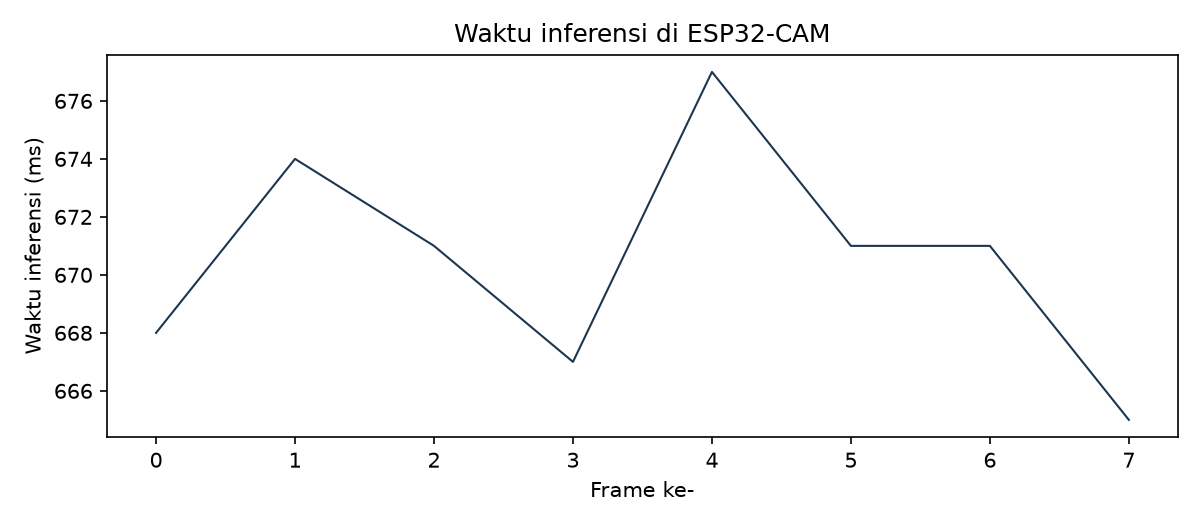 Waktu inferensi di ESP32-CAM
Waktu inferensi (ms)
676
674
672
670
668
666
0 1 2 3 4 5 6 7
Frame ke-